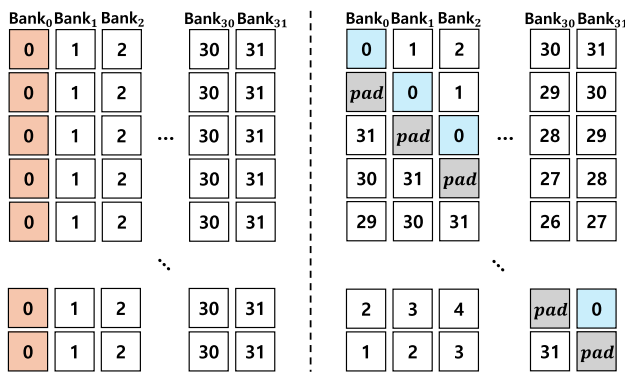 Bank0 Bank1 Bank2 Bank30 Bank31 Bank0 Bank1 Bank2 Bank30 Bank31
0 1 2 30 31 0 1 2 30 31
0 1 2 30 31 pad 0 1 29 30
0 1 2 ... 30 31 31 pad 0 ... 28 29
0 1 2 30 31 30 31 pad 27 28
0 1 2 30 31 29 30 31 26 27
⋱ ⋱
0 1 2 30 31 2 3 4 pad 0
0 1 2 30 31 1 2 3 31 pad